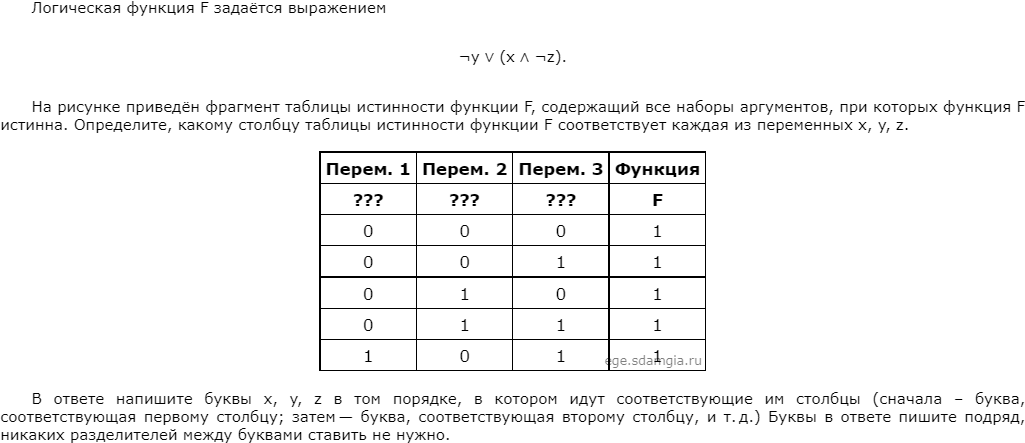 Логическая функция F задаётся выражением
¬y ∨ (x ∧ ¬z).
На рисунке приведён фрагмент таблицы истинности функции F, содержащий все наборы аргументов, при которых функция F
истинна. Определите, какому столбцу таблицы истинности функции F соответствует каждая из переменных x, y, z.
Перем. 1 Перем. 2 Перем. 3 Функция
??? ??? ??? F
0 0 0 1
0 0 1 1
0 1 0 1
0 1 1 1
1 0 1 1
ege.sdamgia.ru
В ответе напишите буквы x, y, z в том порядке, в котором идут соответствующие им столбцы (сначала – буква,
соответствующая первому столбцу; затем — буква, соответствующая второму столбцу, и т. д.) Буквы в ответе пишите подряд,
никаких разделителей между буквами ставить не нужно.